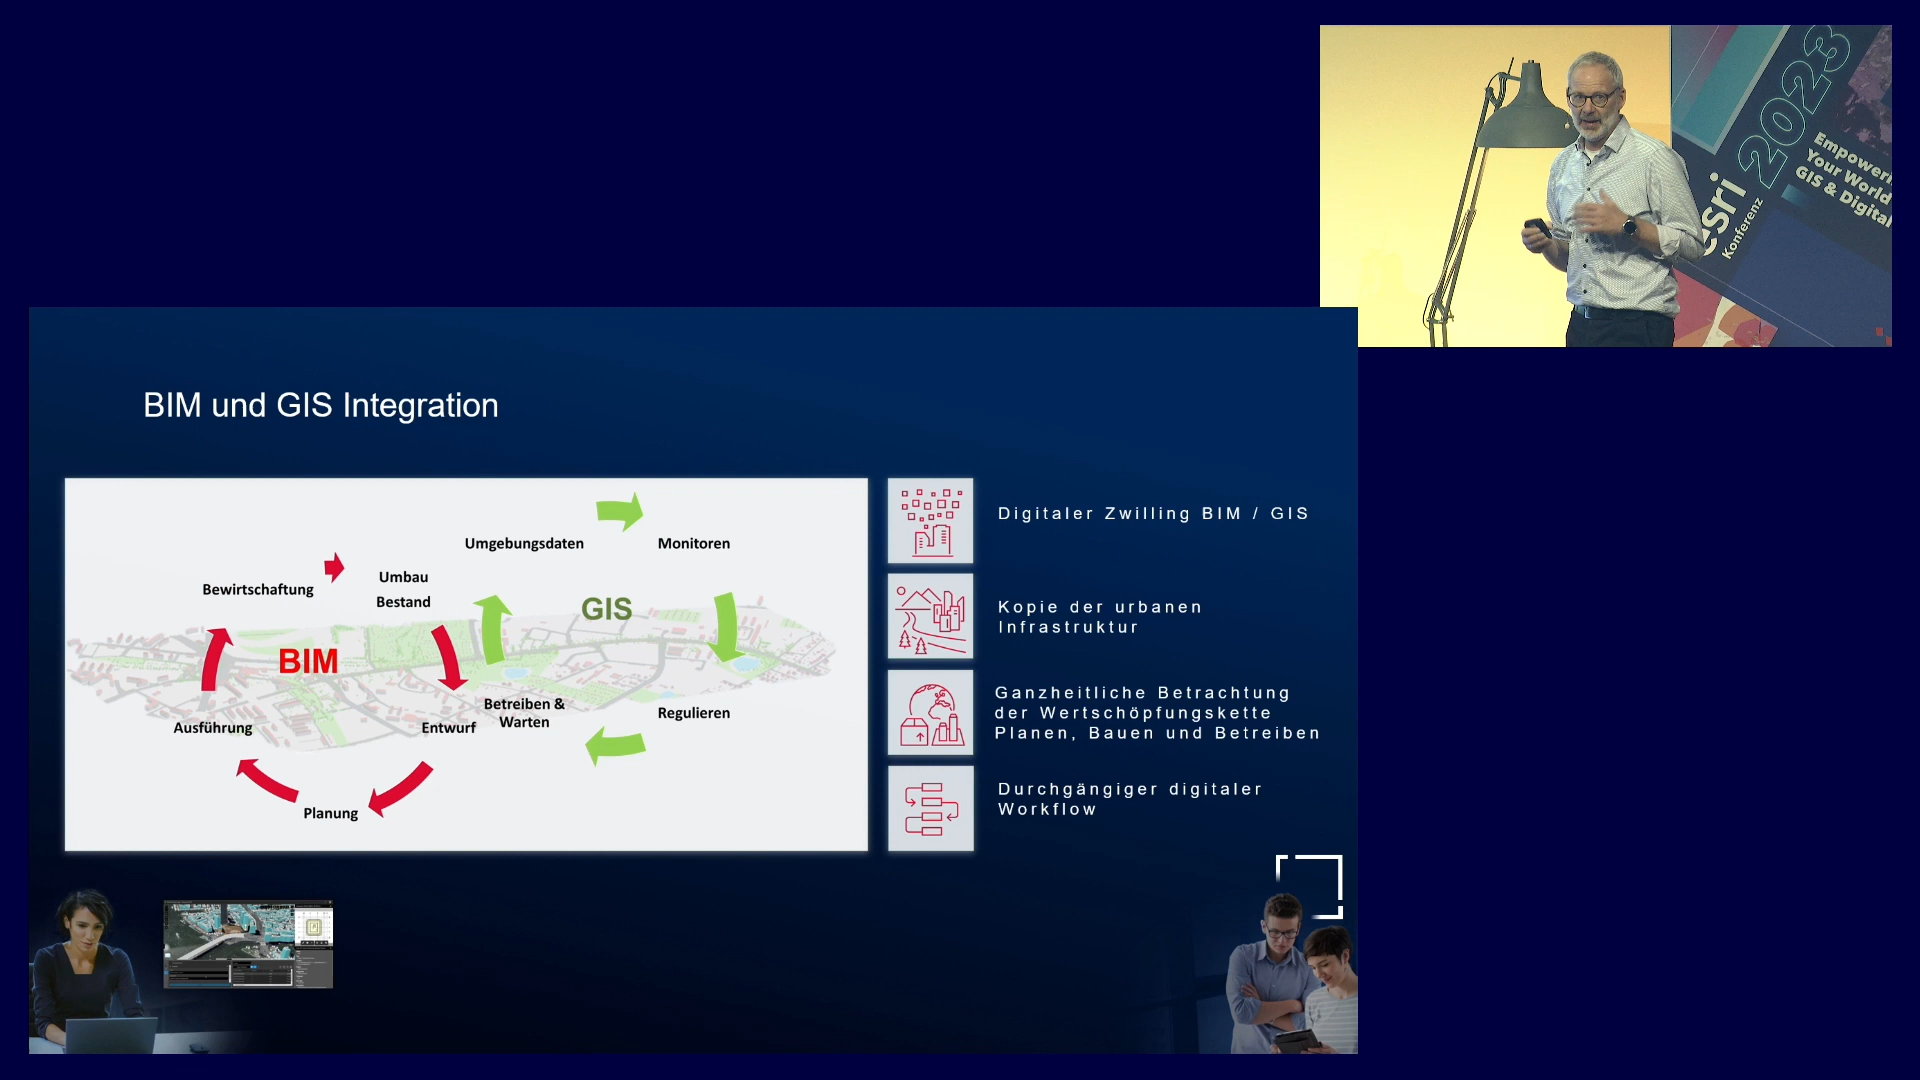 2023
esri
Konferenz
Your World
GIS & Digital
BIM und GIS Integration
Umgebungsdaten
Monitoren
Umbau
Bestand
Bewirtschaftung
GIS
BIM
Betreiben &
Warten
Regulieren
Ausführung
Entwurf
Planung
Digitaler Zwilling BIM / GIS
Kopie der urbanen
Infrastruktur
Ganzheitliche Betrachtung
der Wertschöpfungskette
Planen, Bauen und Betreiben
Durchgängiger digitaler
Workflow